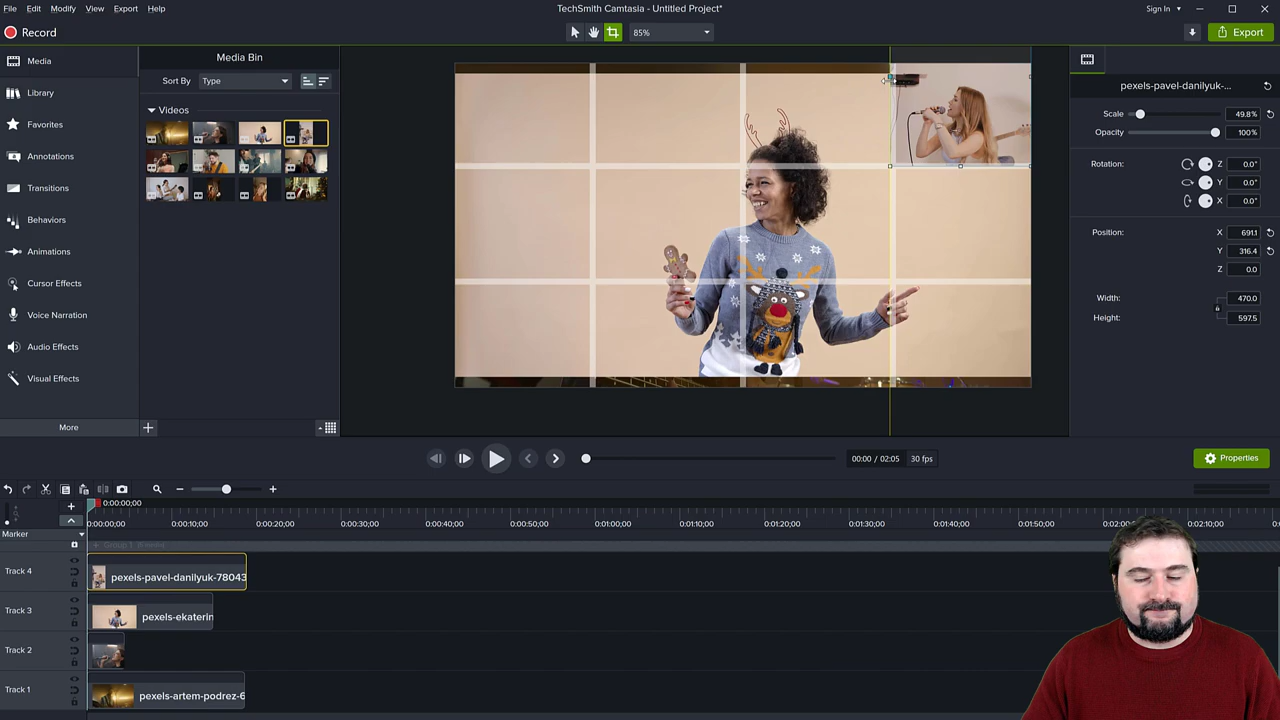 TechSmith Camtasia - Untitled Project*
File Edit Modify View Export Help
Sign In
Record
85%
Export
Media
Library
Favorites
Annotations
Transitions
Behaviors
Animations
Cursor Effects
Voice Narration
Audio Effects
Visual Effects
More
Media Bin
Sort By Type
Videos
pexels-pavel-danilyuk-...
Scale 49.8%
Opacity 100%
Rotation: Z 0.0°
Y 0.0°
X 0.0°
Position: X 691.1
Y 316.4
Z 0.0
Width: 470.0
Height: 597.5
00:00 / 02:05 30 fps
Properties
0:00:00;00
0:00:00;00 0:00:10;00 0:00:20;00 0:00:30;00 0:00:40;00 0:00:50;00 0:01:00;00 0:01:10;00 0:01:20;00 0:01:30;00 0:01:40;00 0:01:50;00 0:02:10;00
Marker
Group 1
Track 4
pexels-pavel-danilyuk-78043
Track 3
pexels-ekaterin
Track 2
Track 1
pexels-artem-podrez-6